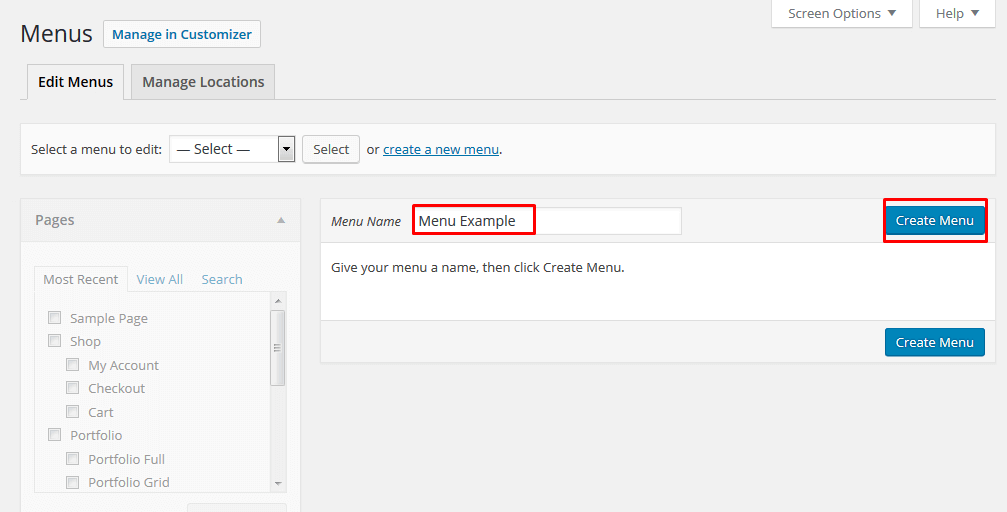 Screen Options Help
Menus Manage in Customizer
Edit Menus Manage Locations
Select a menu to edit: — Select — Select or create a new menu.
Pages
Most Recent View All Search
Sample Page
Shop
My Account
Checkout
Cart
Portfolio
Portfolio Full
Portfolio Grid
Menu Name Menu Example Create Menu
Give your menu a name, then click Create Menu.
Create Menu